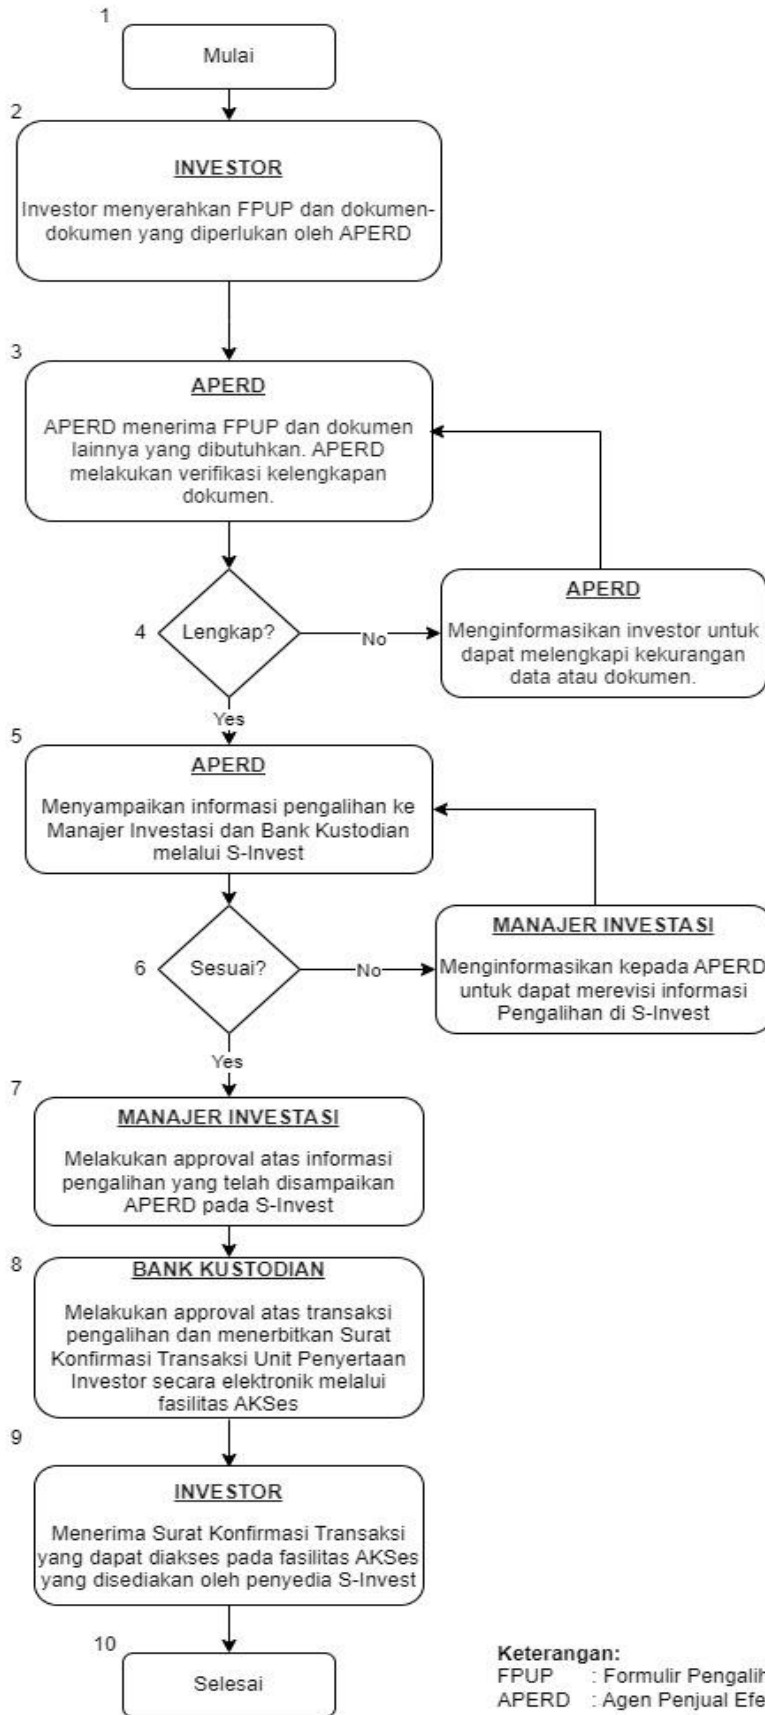 1
Mulai
2
INVESTOR
Investor menyerahkan FPUP dan dokumen-
dokumen yang diperlukan oleh APERD
3
APERD
APERD menerima FPUP dan dokumen
lainnya yang dibutuhkan. APERD
melakukan verifikasi kelengkapan
dokumen.
4
Lengkap?
No
APERD
Menginformasikan investor untuk
dapat melengkapi kekurangan
data atau dokumen.
Yes
5
APERD
Menyampaikan informasi pengalihan ke
Manajer Investasi dan Bank Kustodian
melalui S-Invest
6
Sesuai?
No
MANAJER INVESTASI
Menginformasikan kepada APERD
untuk dapat merevisi informasi
Pengalihan di S-Invest
Yes
7
MANAJER INVESTASI
Melakukan approval atas informasi
pengalihan yang telah disampaikan
APERD pada S-Invest
8
BANK KUSTODIAN
Melakukan approval atas transaksi
pengalihan dan menerbitkan Surat
Konfirmasi Transaksi Unit Penyertaan
Investor secara elektronik melalui
fasilitas AKSes
9
INVESTOR
Menerima Surat Konfirmasi Transaksi
yang dapat diakses pada fasilitas AKSes
yang disediakan oleh penyedia S-Invest
10
Selesai
Keterangan:
FPUP : Formulir
APERD : Agen Penjual